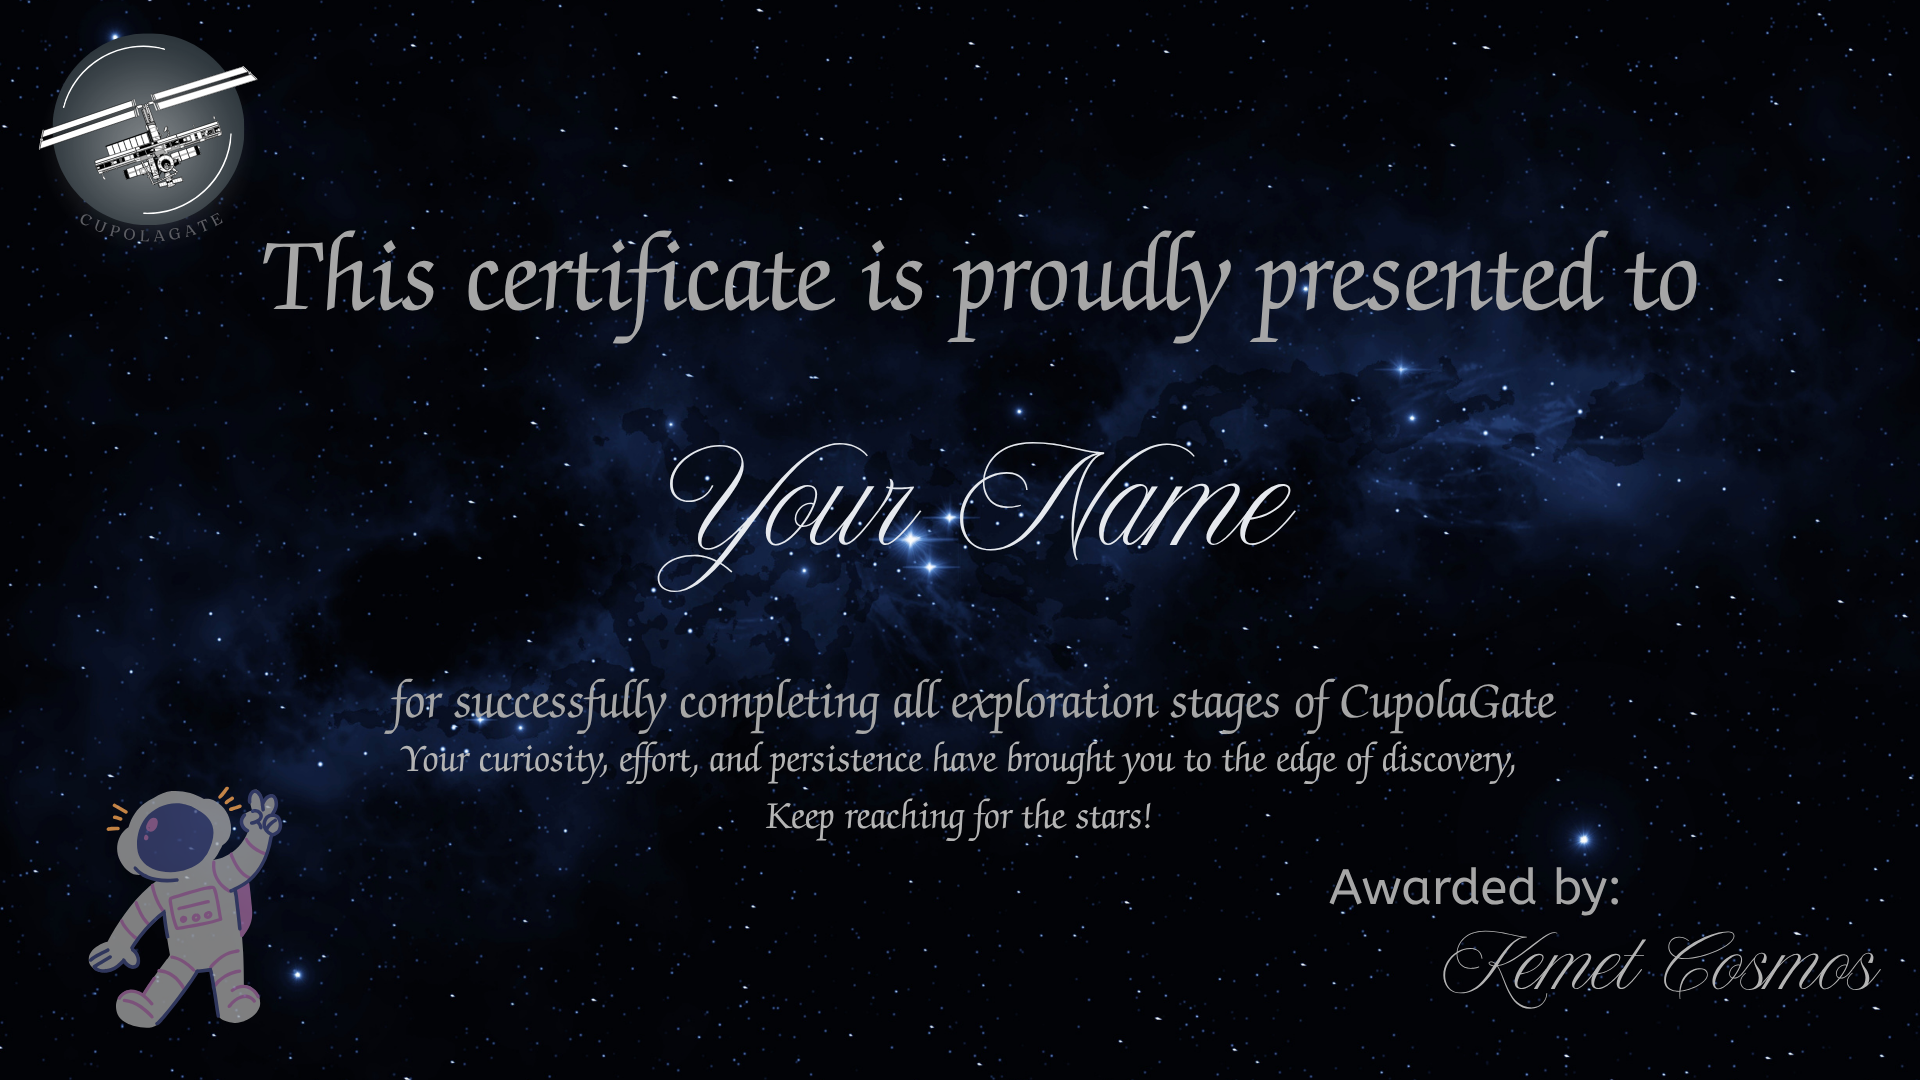 CUPOLAGATE
This certificate is proudly presented to
Your Name
for successfully completing all exploration stages of CupolaGate
Your curiosity, effort, and persistence have brought you to the edge of discovery,
Keep reaching for the stars!
Awarded by:
Kemet Cosmos